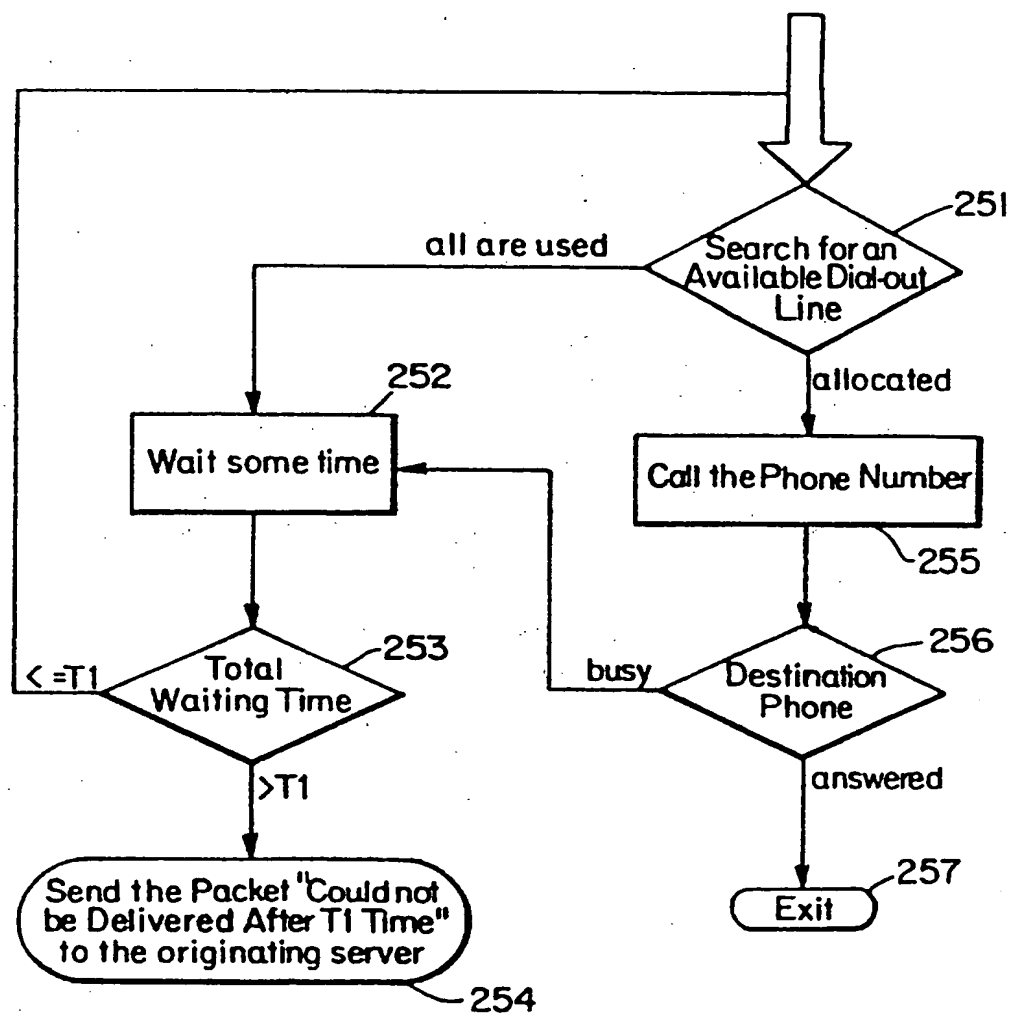 251
Search for an
Available Dial-out
Line
all are used
allocated
252
Wait some time
Call the Phone Number
255
253
Total
Waiting Time
< =T1
>T1
256
Destination
Phone
busy
answered
257
Exit
Send the Packet "Could not
be Delivered After T1 Time"
to the originating server
254